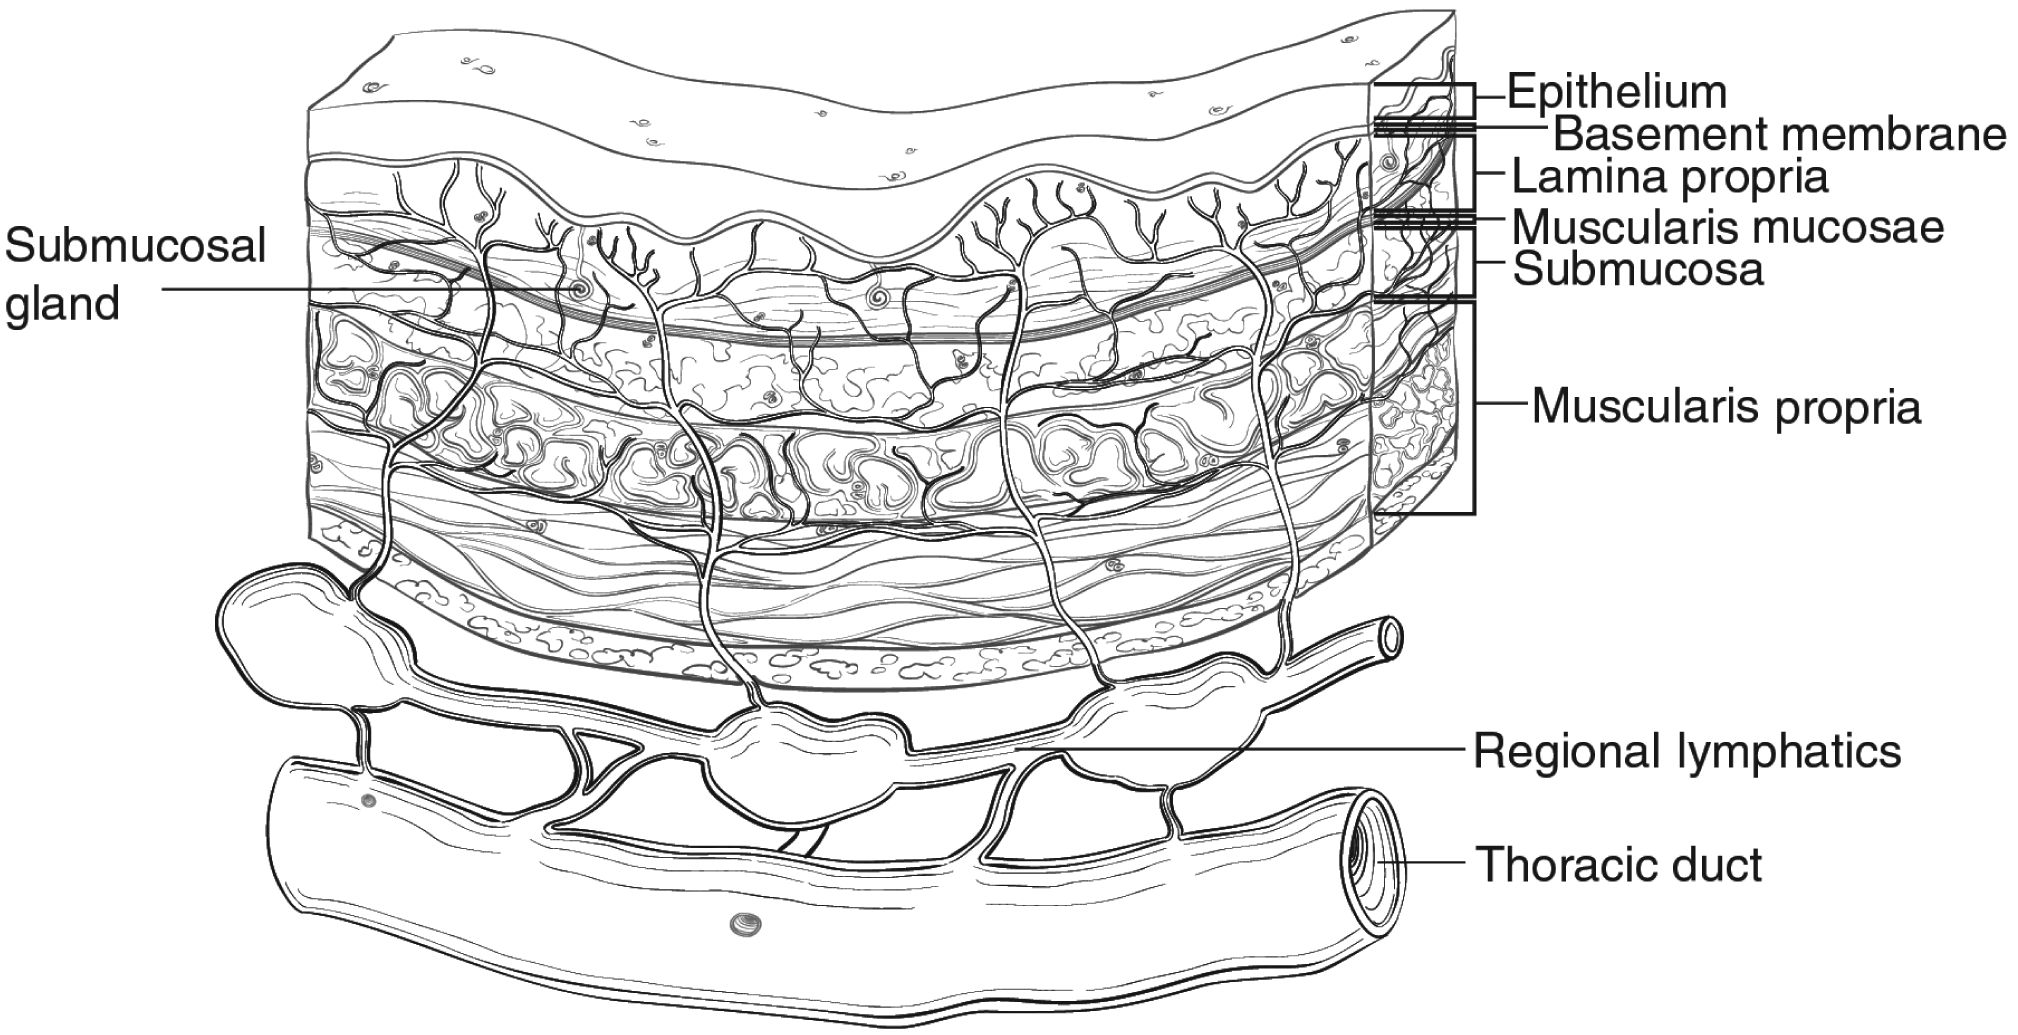 Submucosal
gland
Epithelium
Basement membrane
Lamina propria
Muscularis mucosae
Submucosa
Muscularis propria
Regional lymphatics
Thoracic duct